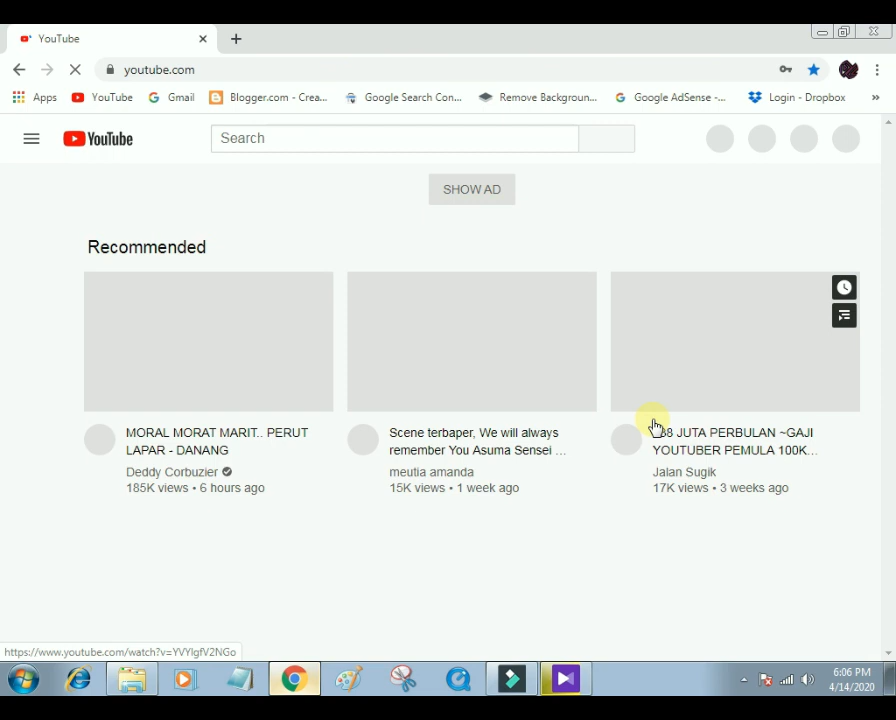 YouTube
youtube.com
Apps YouTube Gmail Blogger.com - Crea... Google Search Con... Remove Backgroun... Google AdSense -... Login - Dropbox »
YouTube Search
SHOW AD
Recommended
MORAL MORAT MARIT.. PERUT
LAPAR - DANANG
Deddy Corbuzier
185K views • 6 hours ago
Scene terbaper, We will always
remember You Asuma Sensei ...
meutia amanda
15K views • 1 week ago
JUTA PERBULAN ~GAJI
YOUTUBER PEMULA 100K...
Jalan Sugik
17K views • 3 weeks ago
https://www.youtube.com/watch?v=YVYlgfV2NGo
6:06 PM
4/14/2020